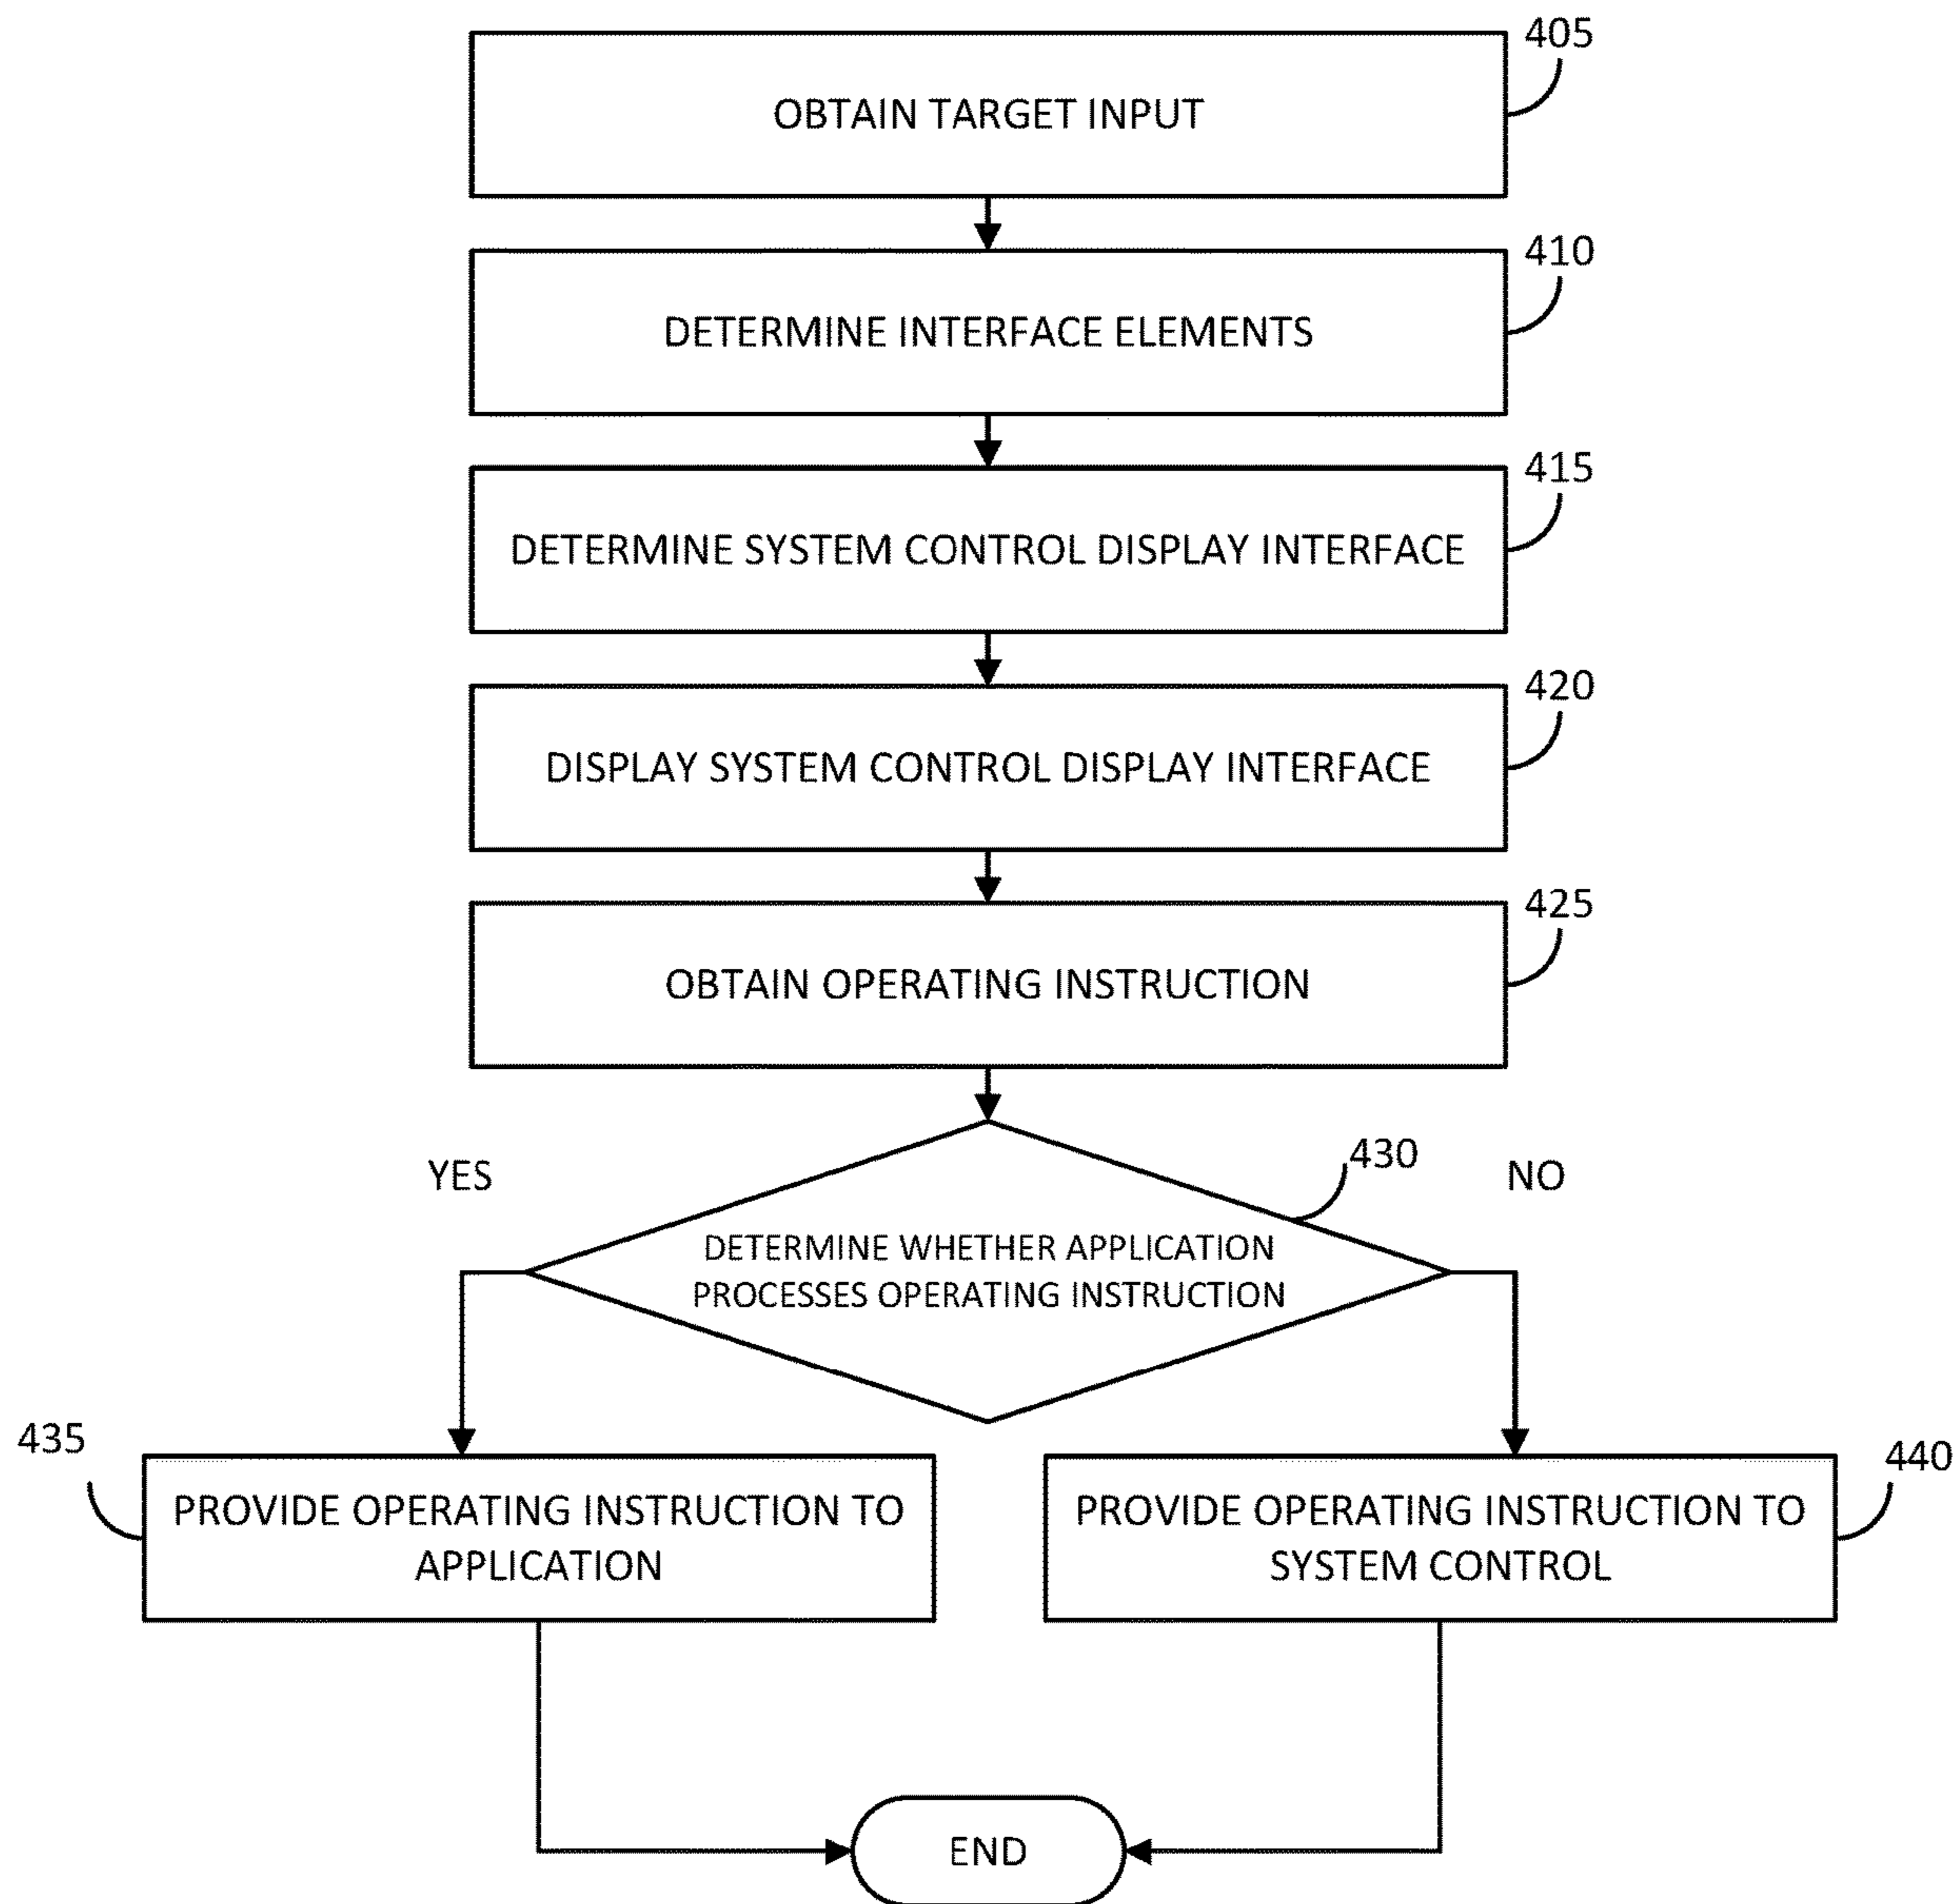 405
OBTAIN TARGET INPUT
410
DETERMINE INTERFACE ELEMENTS
415
DETERMINE SYSTEM CONTROL DISPLAY INTERFACE
420
DISPLAY SYSTEM CONTROL DISPLAY INTERFACE
425
OBTAIN OPERATING INSTRUCTION
YES
430
NO
DETERMINE WHETHER APPLICATION
PROCESSES OPERATING INSTRUCTION
435
PROVIDE OPERATING INSTRUCTION TO
APPLICATION
440
PROVIDE OPERATING INSTRUCTION TO
SYSTEM CONTROL
END